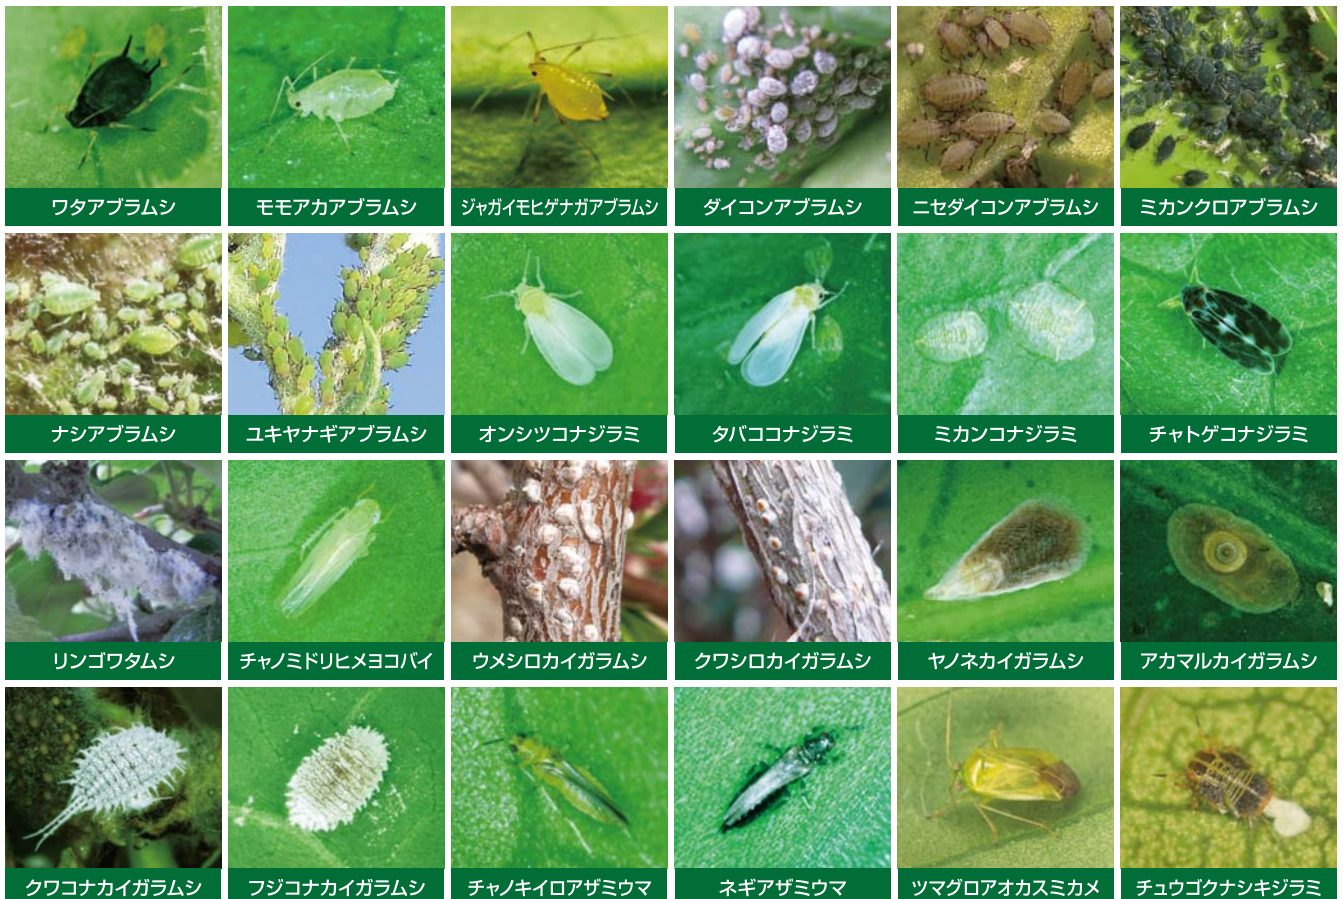 ワタアブラムシ
モモアカアブラムシ
ジャガイモヒゲナガアブラムシ
ダイコンアブラムシ
ニセダイコンアブラムシ
ミカンクロアブラムシ
ナシアブラムシ
ユキヤナギアブラムシ
オンシツコナジラミ
タバココナジラミ
ミカンコナジラミ
チャトゲコナジラミ
リンゴワタムシ
チャノミドリヒメヨコバイ
ウメシロカイガラムシ
クワシロカイガラムシ
ヤノネカイガラムシ
アカマルカイガラムシ
クワコナカイガラムシ
フジコナカイガラムシ
チャノキイロアザミウマ
ネギアザミウマ
ツマグロアオカスミカメ
チュウゴクナシキジラミ